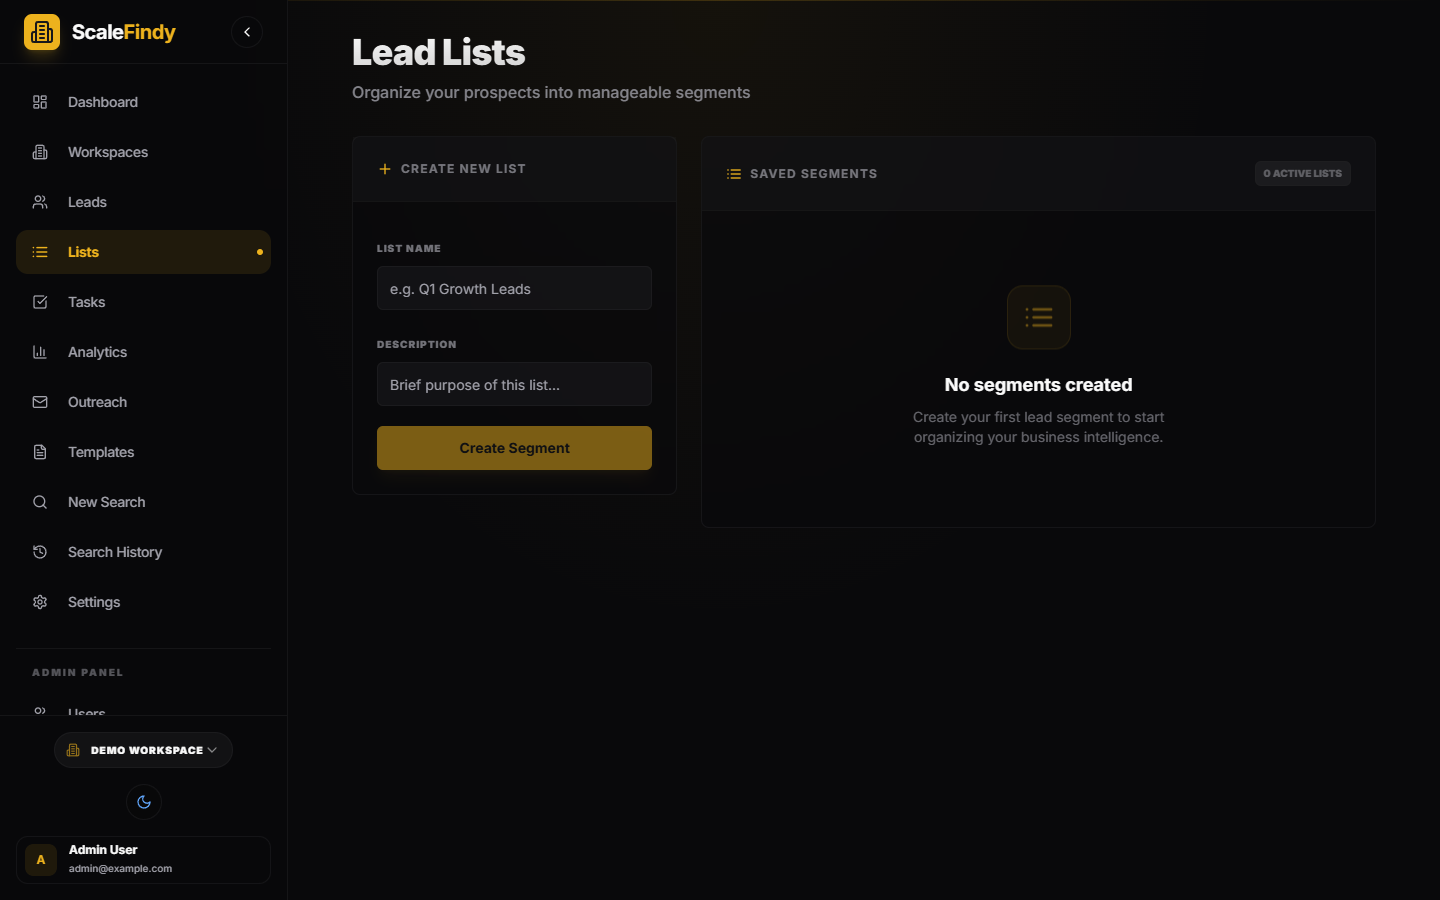 ScaleFindy
Dashboard
Workspaces
Leads
Lists
Tasks
Analytics
Outreach
Templates
New Search
Search History
Settings
ADMIN PANEL
Users
DEMO WORKSPACE
A
Admin User
admin@example.com
Lead Lists
Organize your prospects into manageable segments
CREATE NEW LIST
LIST NAME
e.g. Q1 Growth Leads
DESCRIPTION
Brief purpose of this list...
Create Segment
SAVED SEGMENTS
0 ACTIVE LISTS
No segments created
Create your first lead segment to start
organizing your business intelligence.